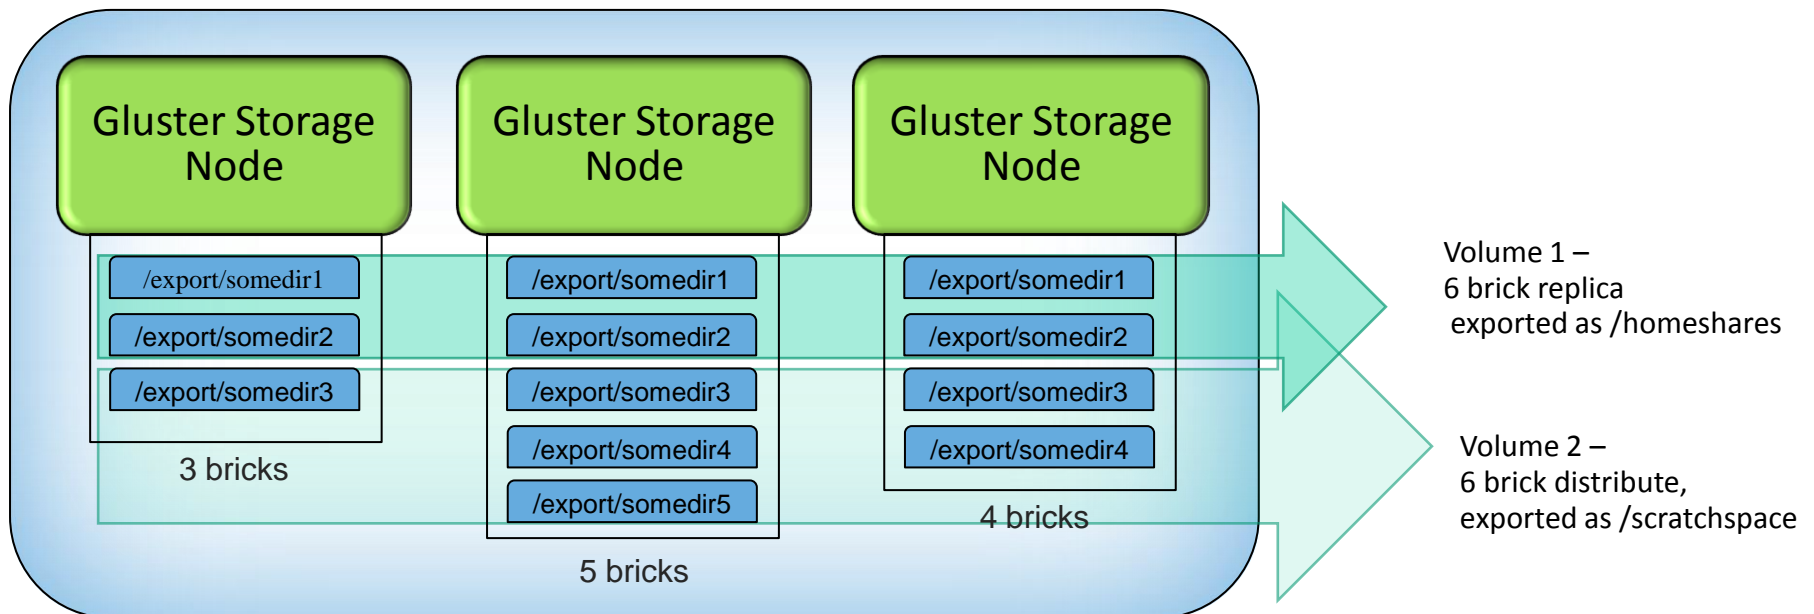 Gluster Storage
Node
/export/somedir1
/export/somedir2
/export/somedir3
3 bricks
Gluster Storage
Node
/export/somedir1
/export/somedir2
/export/somedir3
/export/somedir4
/export/somedir5
5 bricks
Gluster Storage
Node
/export/somedir1
/export/somedir2
/export/somedir3
/export/somedir4
4 bricks
Volume 1 –
6 brick replica
exported as /homeshares
Volume 2 –
6 brick distribute,
exported as /scratchspace